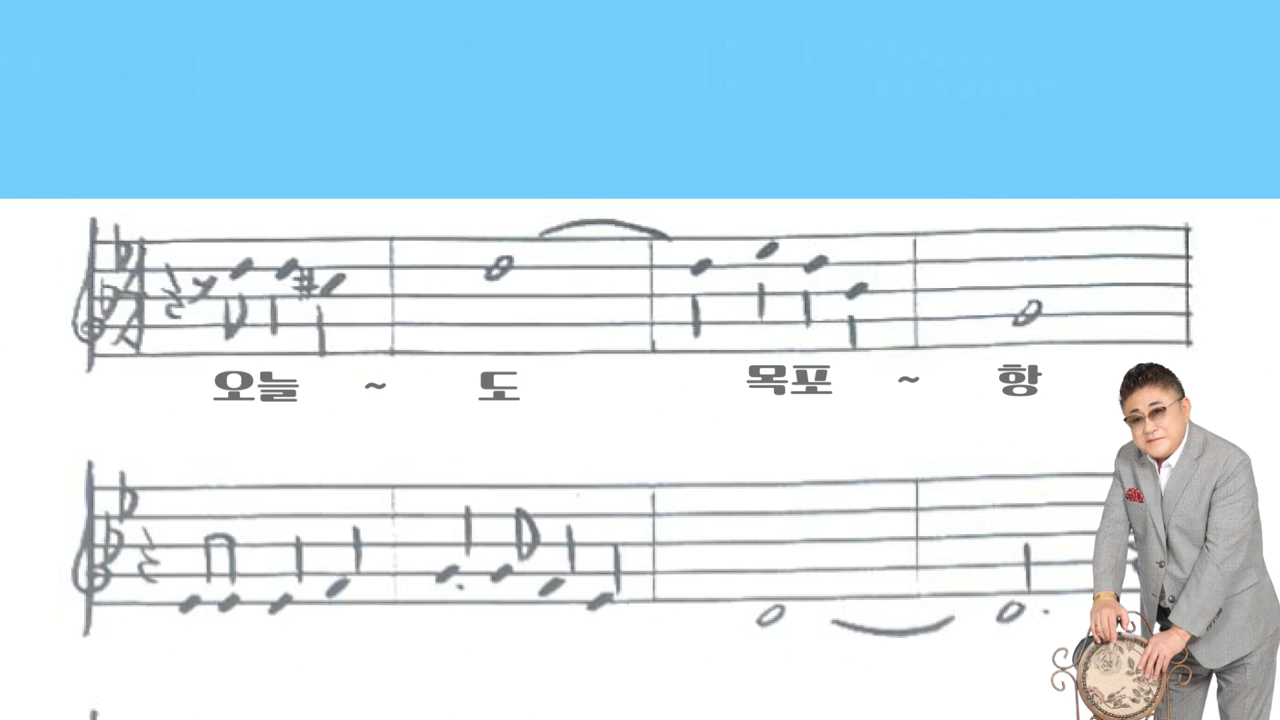 오늘 ~ 도 목포 ~ 항